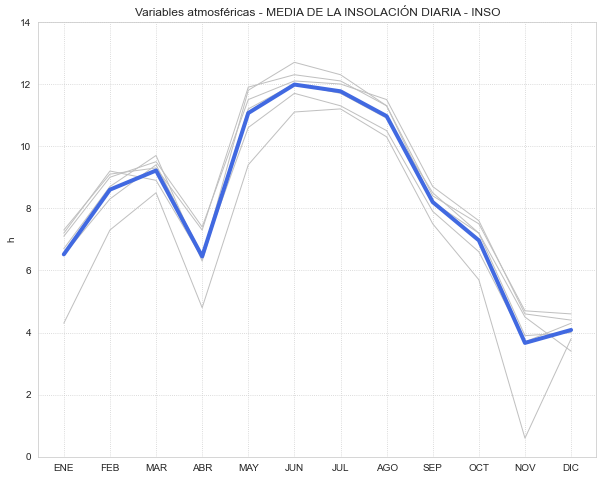 Variables atmosféricas - MEDIA DE LA INSOLACIÓN DIARIA - INSO
14
12
10
8
6
4
2
0
h
ENE FEB MAR ABR MAY JUN JUL AGO SEP OCT NOV DIC